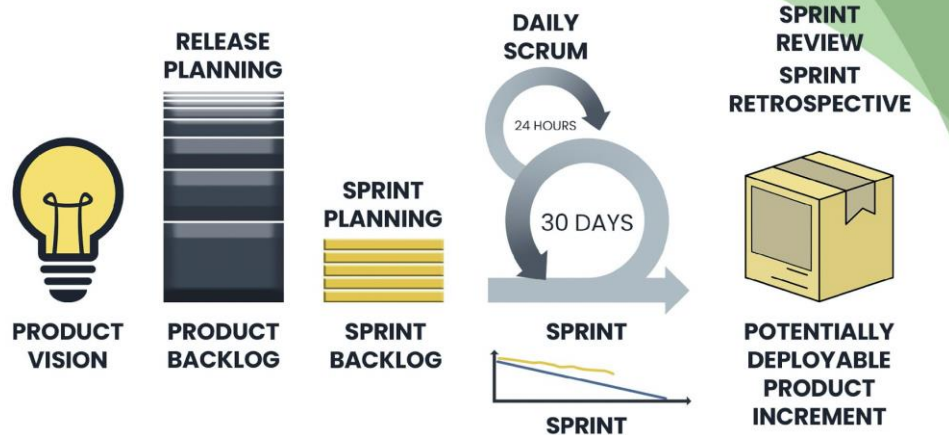 RELEASE
PLANNING
PRODUCT
VISION
PRODUCT
BACKLOG
SPRINT
PLANNING
SPRINT
BACKLOG
DAILY
SCRUM
24 HOURS
30 DAYS
SPRINT
SPRINT
SPRINT
REVIEW
SPRINT
RETROSPECTIVE
POTENTIALLY
DEPLOYABLE
PRODUCT
INCREMENT